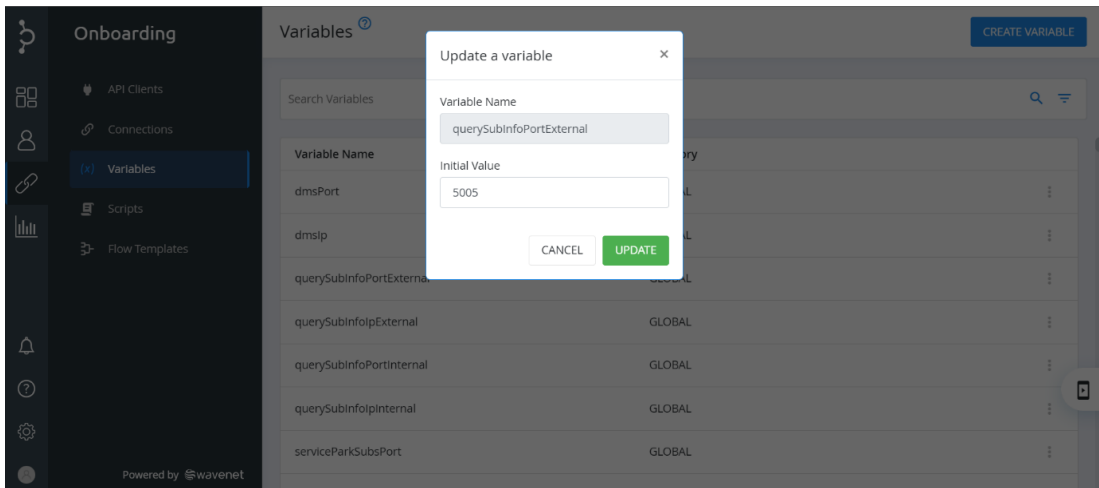 Onboarding
API Clients
Connections
(x) Variables
Scripts
Flow Templates
Powered by wavenet
Variables ?
CREATE VARIABLE
Search Variables
Variable Name
dmsPort
dmsIp
querySubInfoPortExternal
GLOBAL
querySubInfoIpExternal GLOBAL
querySubInfoPortInternal GLOBAL
querySubInfoIpInternal GLOBAL
serviceParkSubsPort GLOBAL
Update a variable ×
Variable Name
querySubInfoPortExternal
Initial Value
5005
CANCEL UPDATE